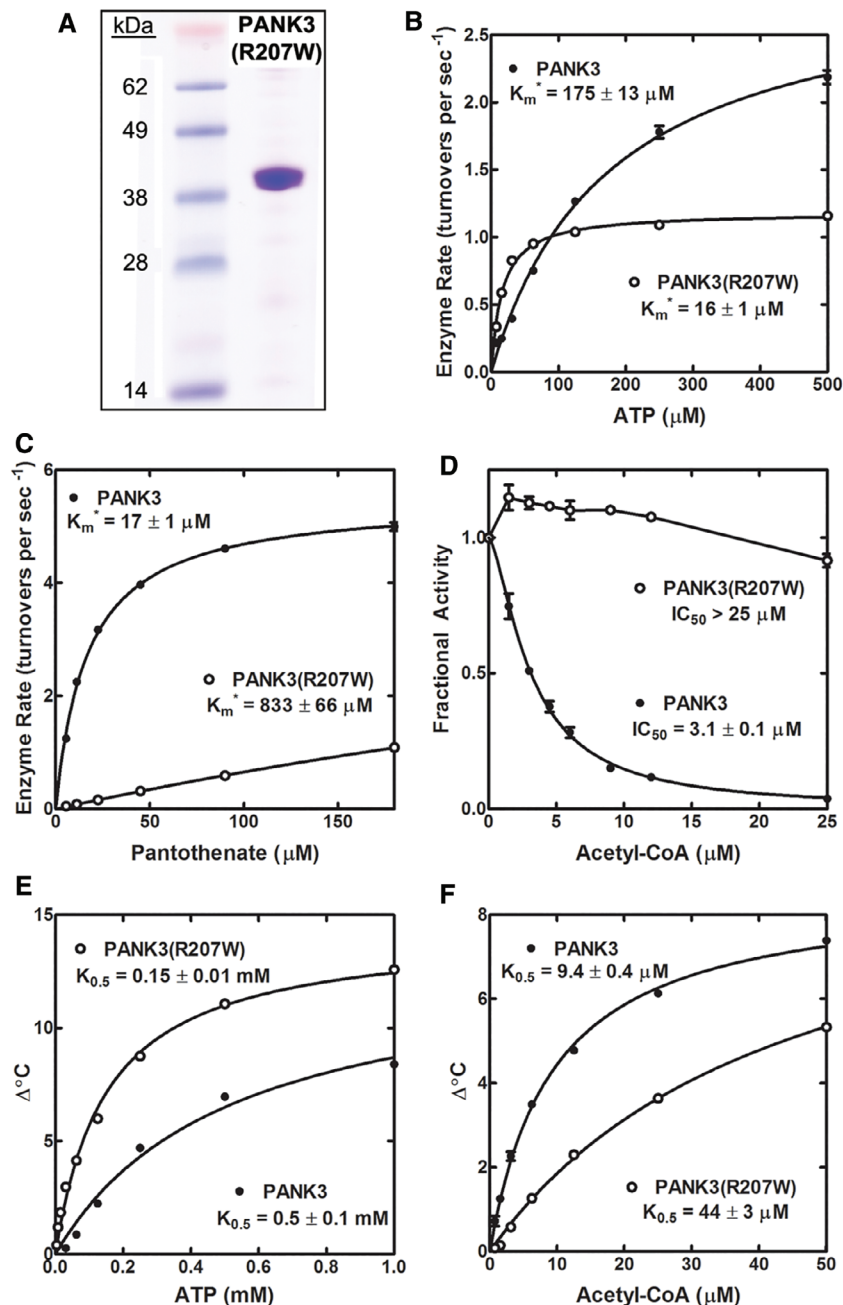 A
kDa
PANK3
(R207W)
62
49
38
28
14
B
Enzyme Rate (turnovers per sec⁻¹)
2.5
2.0
1.5
1.0
0.5
0.0
PANK3
Kₘ* = 175 ± 13 μM
PANK3(R207W)
Kₘ* = 16 ± 1 μM
0 100 200 300 400 500
ATP (μM)
C
Enzyme Rate (turnovers per sec⁻¹)
6
4
2
0
PANK3
Kₘ* = 17 ± 1 μM
PANK3(R207W)
Kₘ* = 833 ± 66 μM
0 50 100 150
Pantothenate (μM)
D
Fractional Activity
1.0
0.5
0.0
PANK3(R207W)
IC₅₀ > 25 μM
PANK3
IC₅₀ = 3.1 ± 0.1 μM
0 5 10 15 20 25
Acetyl-CoA (μM)
E
Δ°C
15
10
5
0
PANK3(R207W)
K₀.₅ = 0.15 ± 0.01 mM
PANK3
K₀.₅ = 0.5 ± 0.1 mM
0.0 0.2 0.4 0.6 0.8 1.0
ATP (mM)
F
Δ°C
8
6
4
2
0
PANK3
K₀.₅ = 9.4 ± 0.4 μM
PANK3(R207W)
K₀.₅ = 44 ± 3 μM
0 10 20 30 40 50
Acetyl-CoA (μM)